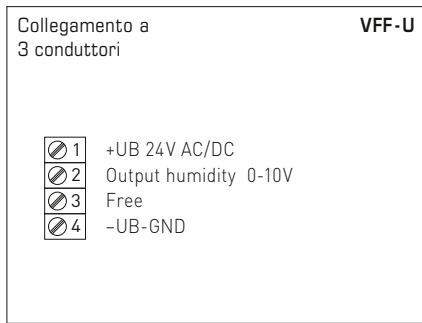 Collegamento a
3 conduttori
VFF-U
1 +UB 24V AC/DC
2 Output humidity 0-10V
3 Free
4 –UB-GND